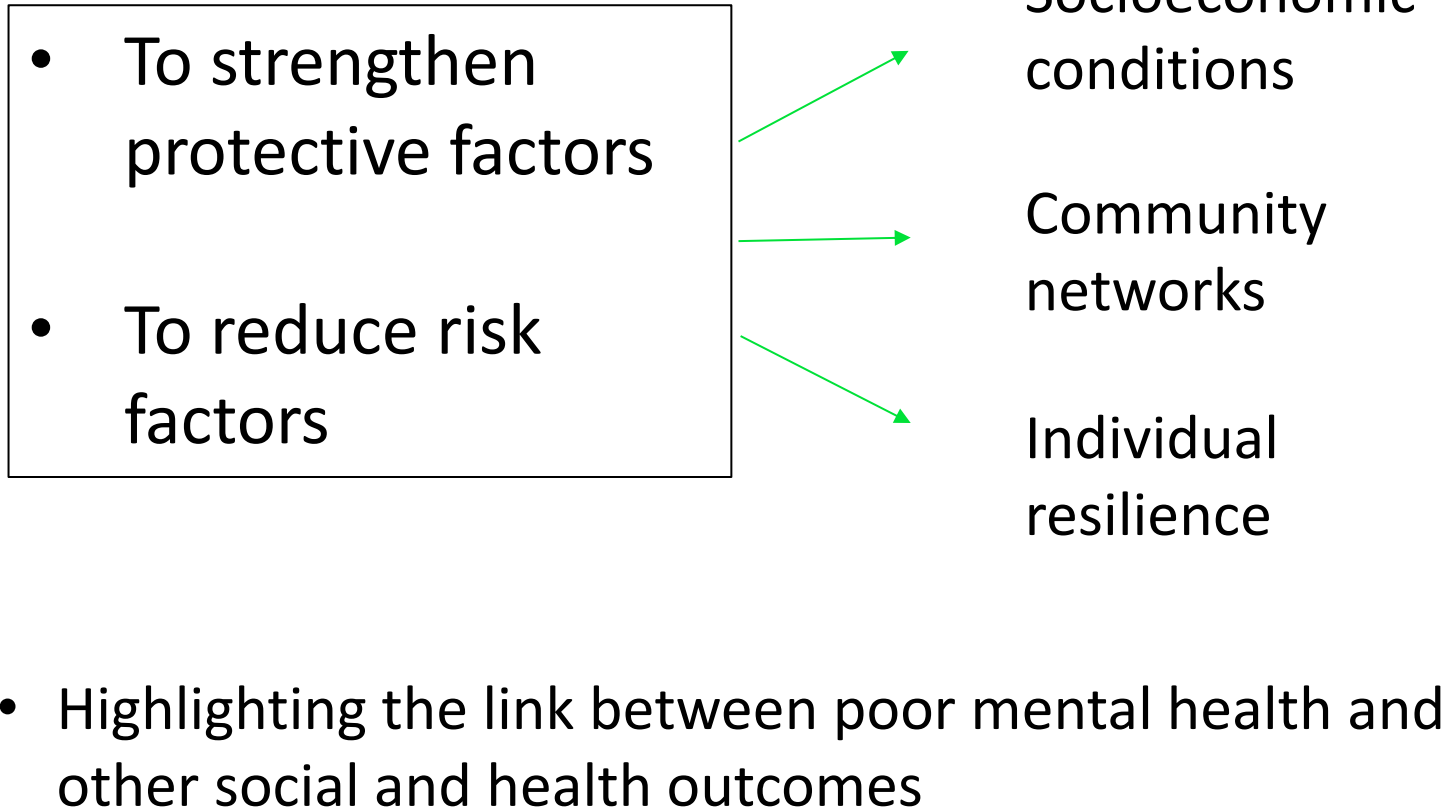 • To strengthen
protective factors
• To reduce risk
factors
Socioeconomic
conditions
Community
networks
Individual
resilience
• Highlighting the link between poor mental health and
other social and health outcomes